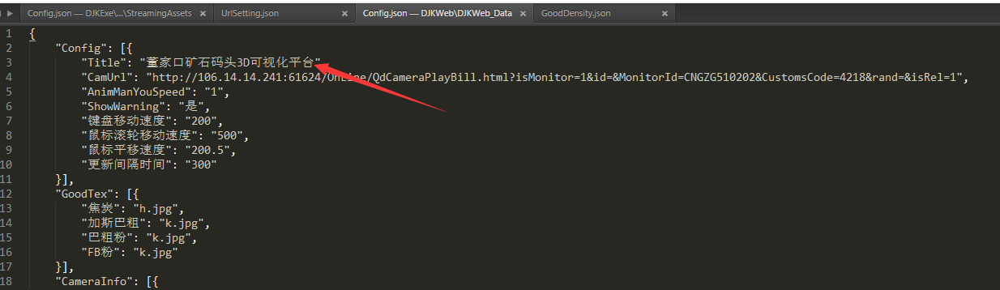 Config.json — DJKExe\...\StreamingAssets × UrlSetting.json × Config.json — DJKWeb\DJKWeb_Data × GoodDensity.json ×
1 {
2 "Config": [{
3 "Title": "董家口矿石码头3D可视化平台"
4 "CamUrl": "http://106.14.14.241:61624/OnLine/QdCameraPlayBill.html?isMonitor=1&id=&MonitorId=CNGZG510202&CustomsCode=4218&rand=&isRel=1",
5 "AnimManYouSpeed": "1",
6 "ShowWarning": "是",
7 "键盘移动速度": "200",
8 "鼠标滚轮移动速度": "500",
9 "鼠标平移速度": "200.5",
10 "更新间隔时间": "300"
11 }],
12 "GoodTex": [{
13 "焦炭": "h.jpg",
14 "加斯巴粗": "k.jpg",
15 "巴粗粉": "k.jpg",
16 "FB粉": "k.jpg"
17 }],
18 "CameraInfo": [{